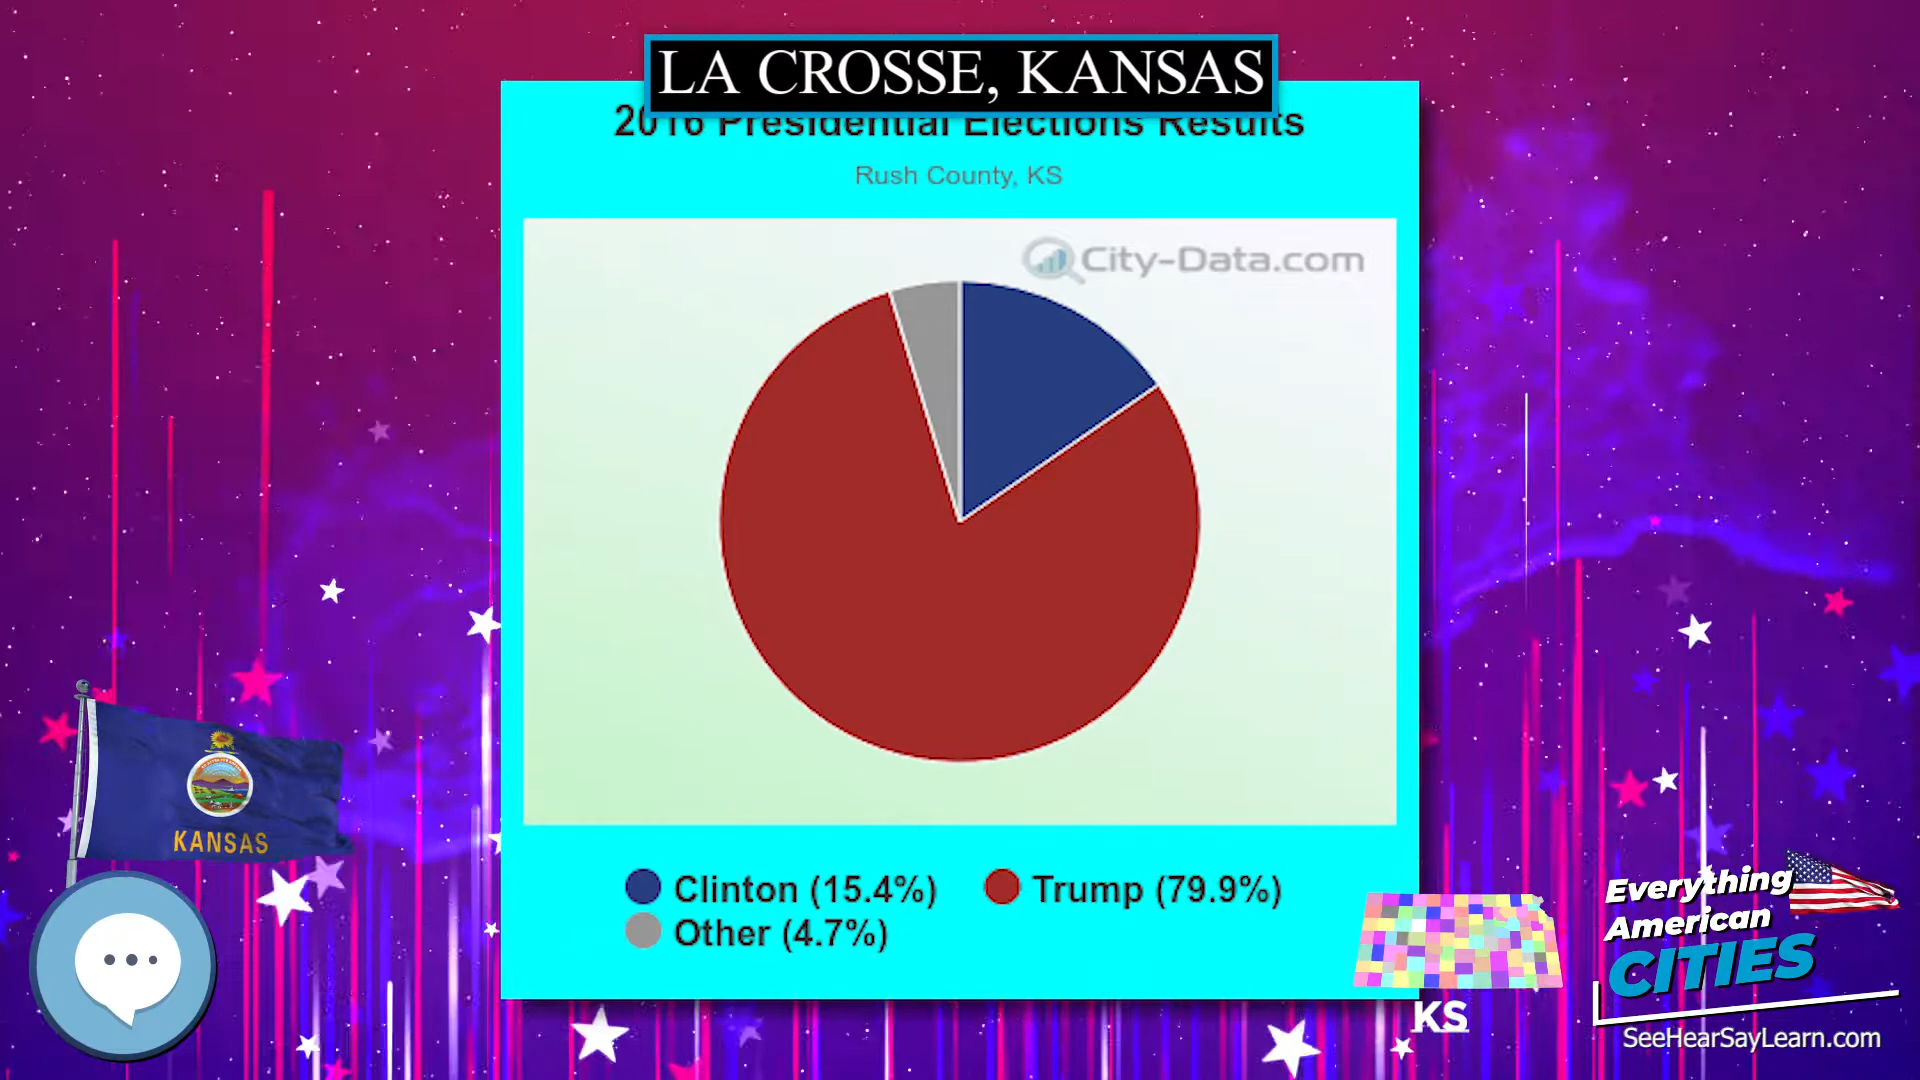 LA CROSSE, KANSAS
2016 Presidential Elections Results
Rush County, KS
City-Data.com
Clinton (15.4%)
Trump (79.9%)
Other (4.7%)
KANSAS
KS
Everything
American
CITIES
SeeHearSayLearn.com